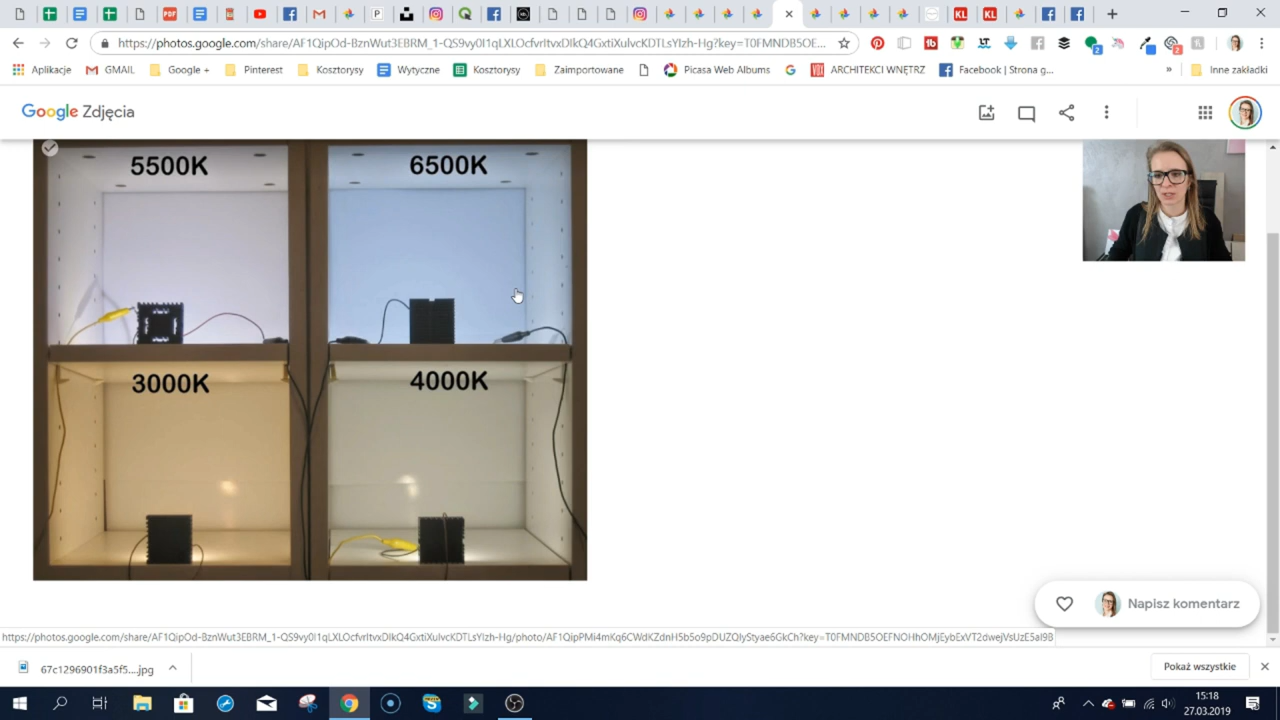 https://photos.google.com/share/AF1QipOd-BznWut3EBRM_1-QS9vy0I1qLXLOcfvrItvxDIkQ4GxtiXuIvcKDTLsYIzh-Hg?key=T0FMNDB5OE...
Aplikacje GMAIL Google + Pinterest Kosztorysy Wytyczne Kosztorysy Zaimportowane Picasa Web Albums ARCHITEKCI WNĘTRZ Facebook | Strona g... » Inne zakładki
Google Zdjęcia
5500K 6500K
3000K 4000K
Napisz komentarz
67c1296901f3a5f5....jpg
Pokaż wszystkie
15:18
27.03.2019